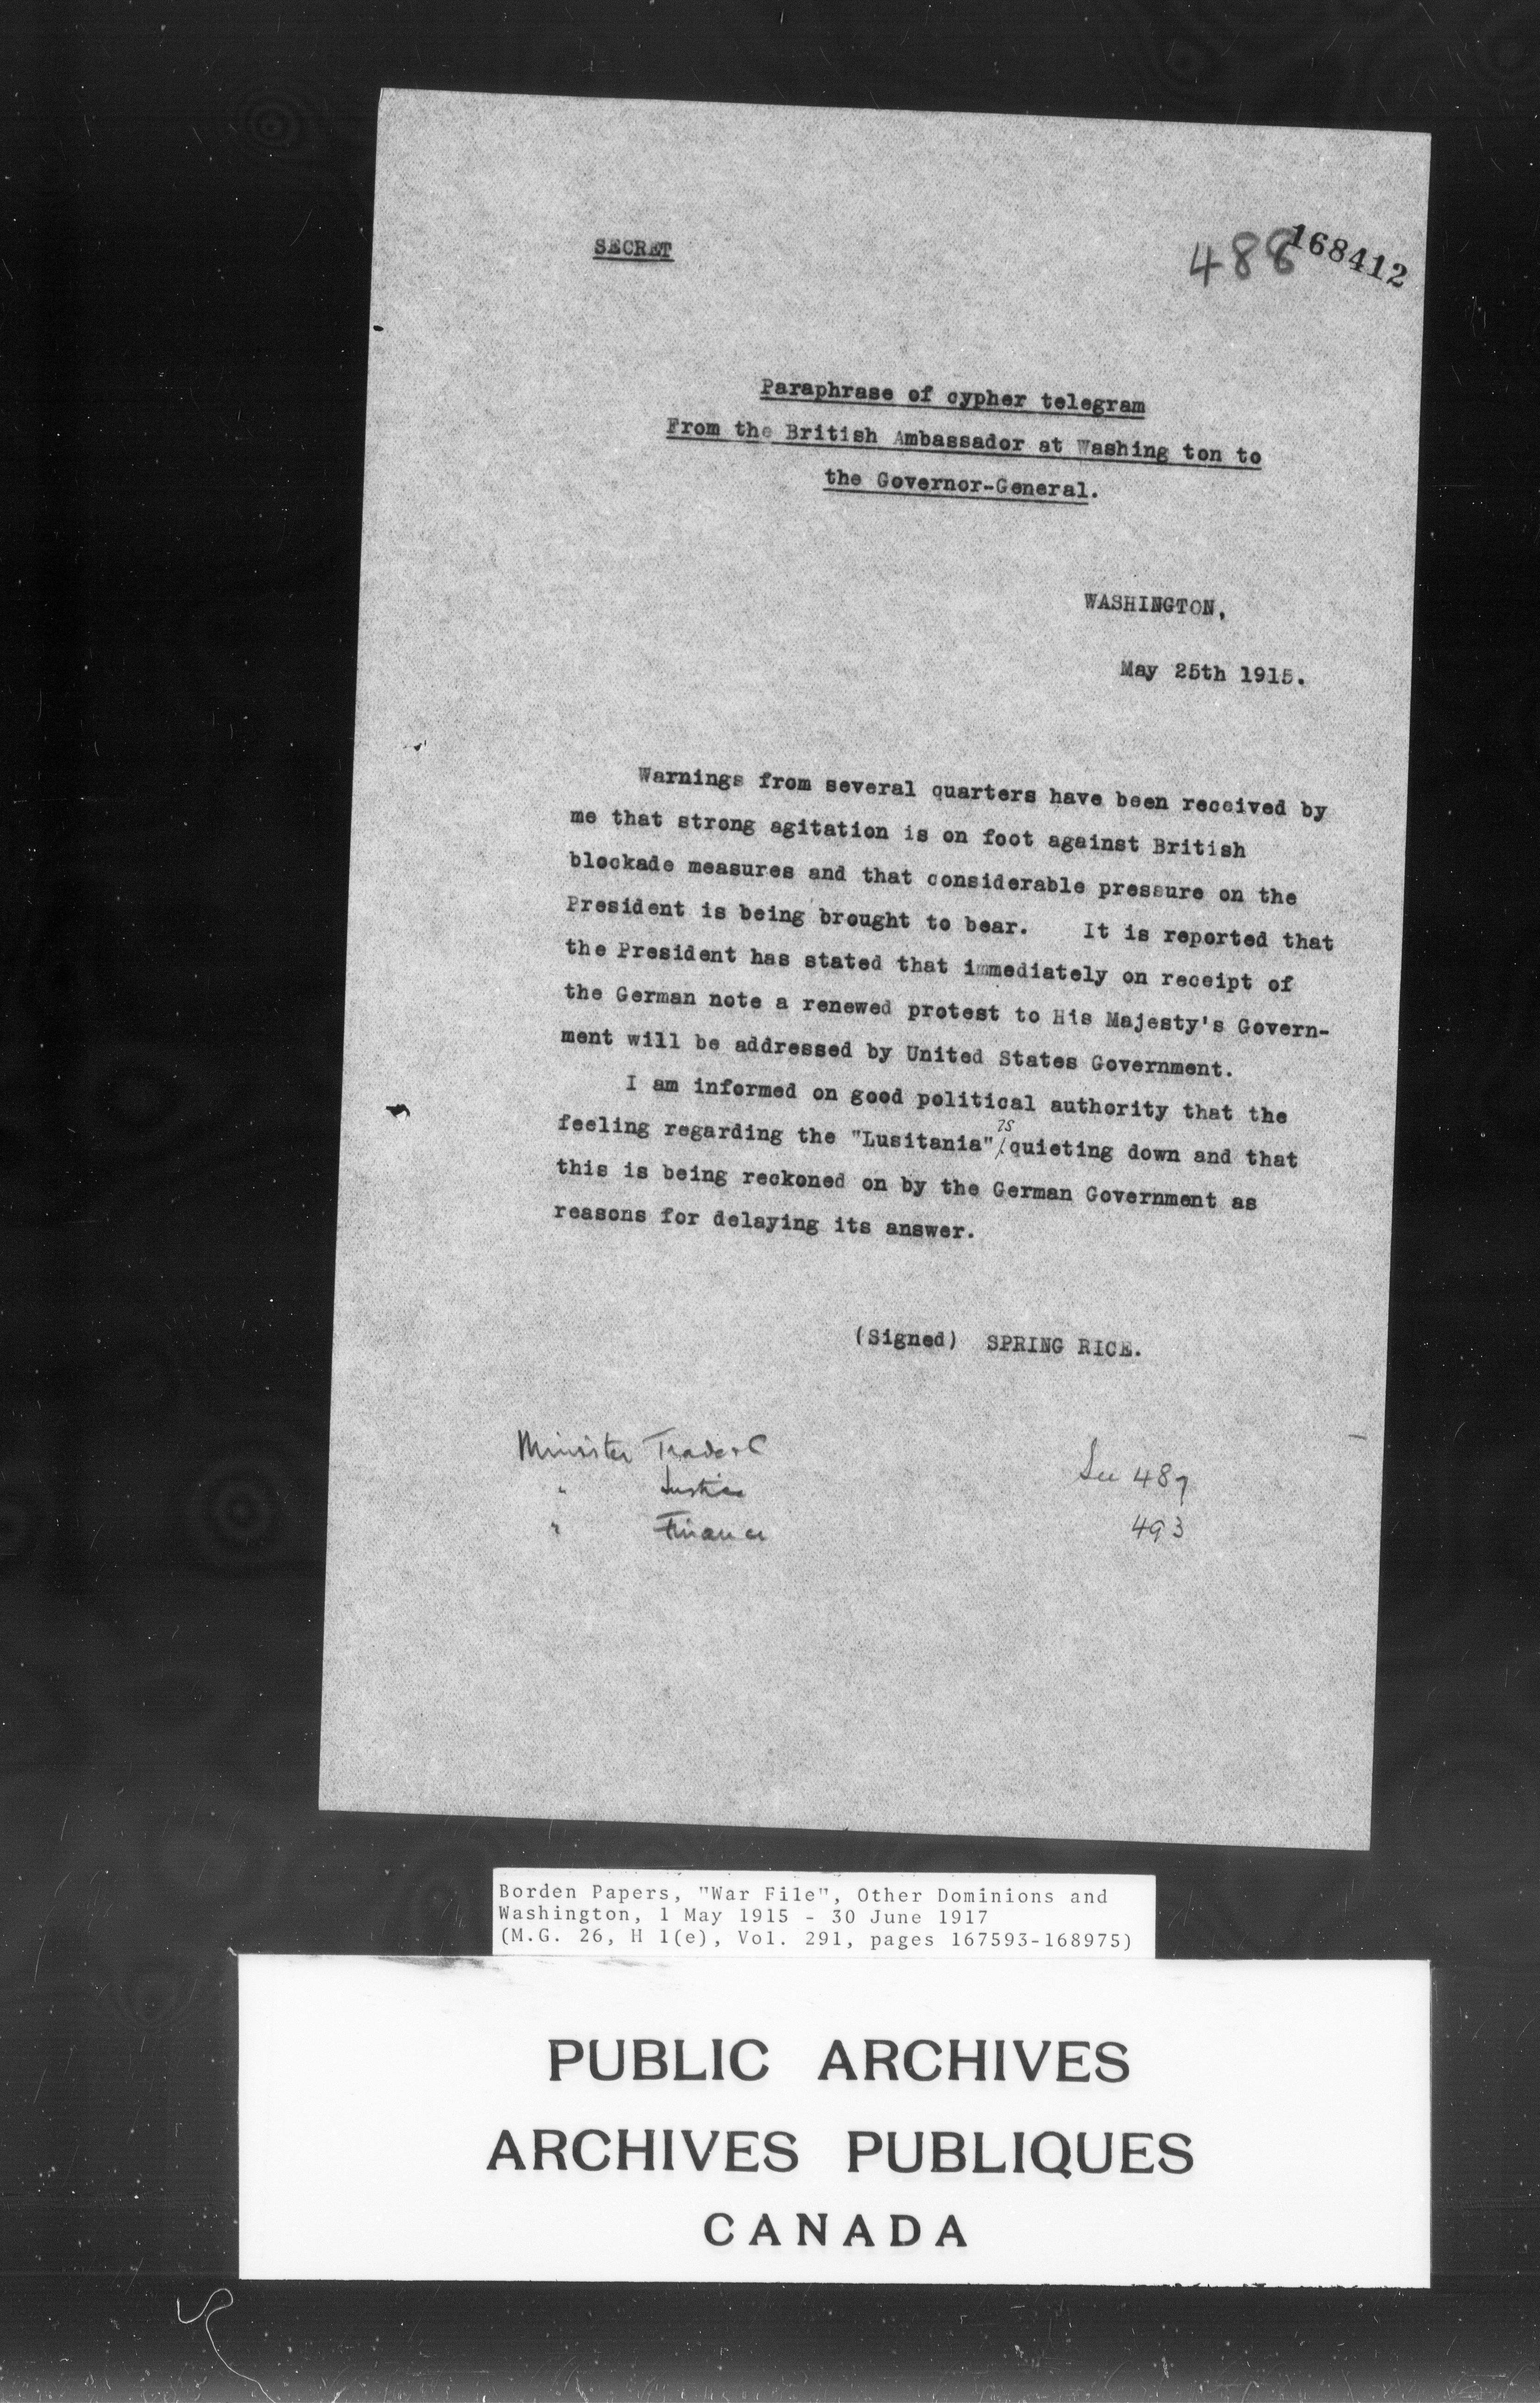 SECRET
488
168412
Paraphrase of cypher telegram
From the British Ambassador at Washing ton to
the Governor-General.
WASHINGTON,
May 25th 1915.
Warnings from several quarters have been received by
me that strong agitation is on foot against British
blockade measures and that considerable pressure on the
President is being brought to bear. It is reported that
the President has stated that immediately on receipt of
the German note a renewed protest to His Majesty's Govern-
ment will be addressed by United States Government.
I am informed on good political authority that the
feeling regarding the "Lusitania" is quieting down and that
this is being reckoned on by the German Government as
reasons for delaying its answer.
(Signed) SPRING RICE.
Minister Trade & C
" Justice
" Finance
See 487
493
Borden Papers, "War File", Other Dominions and
Washington, 1 May 1915 - 30 June 1917
(M.G. 26, H 1(e), Vol. 291, pages 167593-168975)
PUBLIC ARCHIVES
ARCHIVES PUBLIQUES
CANADA